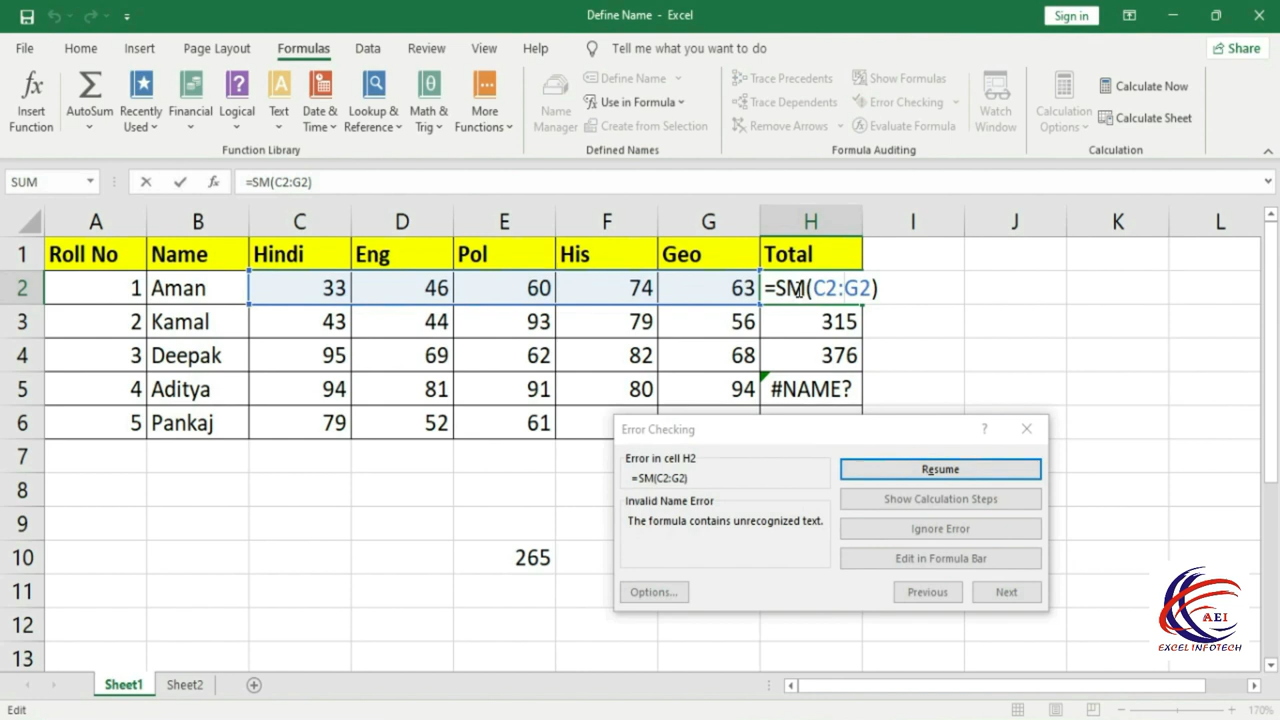 Define Name - Excel
Sign in
File Home Insert Page Layout Formulas Data Review View Help Tell me what you want to do Share
Insert Function
AutoSum
Recently Used
Financial
Logical
Text
Date & Time
Lookup & Reference
Math & Trig
More Functions
Function Library
Name Manager
Define Name
Use in Formula
Create from Selection
Defined Names
Trace Precedents
Trace Dependents
Remove Arrows
Show Formulas
Error Checking
Evaluate Formula
Formula Auditing
Watch Window
Calculation Options
Calculate Now
Calculate Sheet
Calculation
SUM fx =SM(C2:G2)
A B C D E F G H I J K L
1 Roll No Name Hindi Eng Pol His Geo Total
2 1 Aman 33 46 60 74 63 =SM(C2:G2)
3 2 Kamal 43 44 93 79 56 315
4 3 Deepak 95 69 62 82 68 376
5 4 Aditya 94 81 91 80 94 #NAME?
6 5 Pankaj 79 52 61
7
8
9
10 265
11
12
13
Error Checking ?
Error in cell H2
=SM(C2:G2)
Invalid Name Error
The formula contains unrecognized text.
Resume
Show Calculation Steps
Ignore Error
Edit in Formula Bar
Options... Previous Next
AEI
EXCEL INFOTECH
Sheet1 Sheet2
Edit 170%